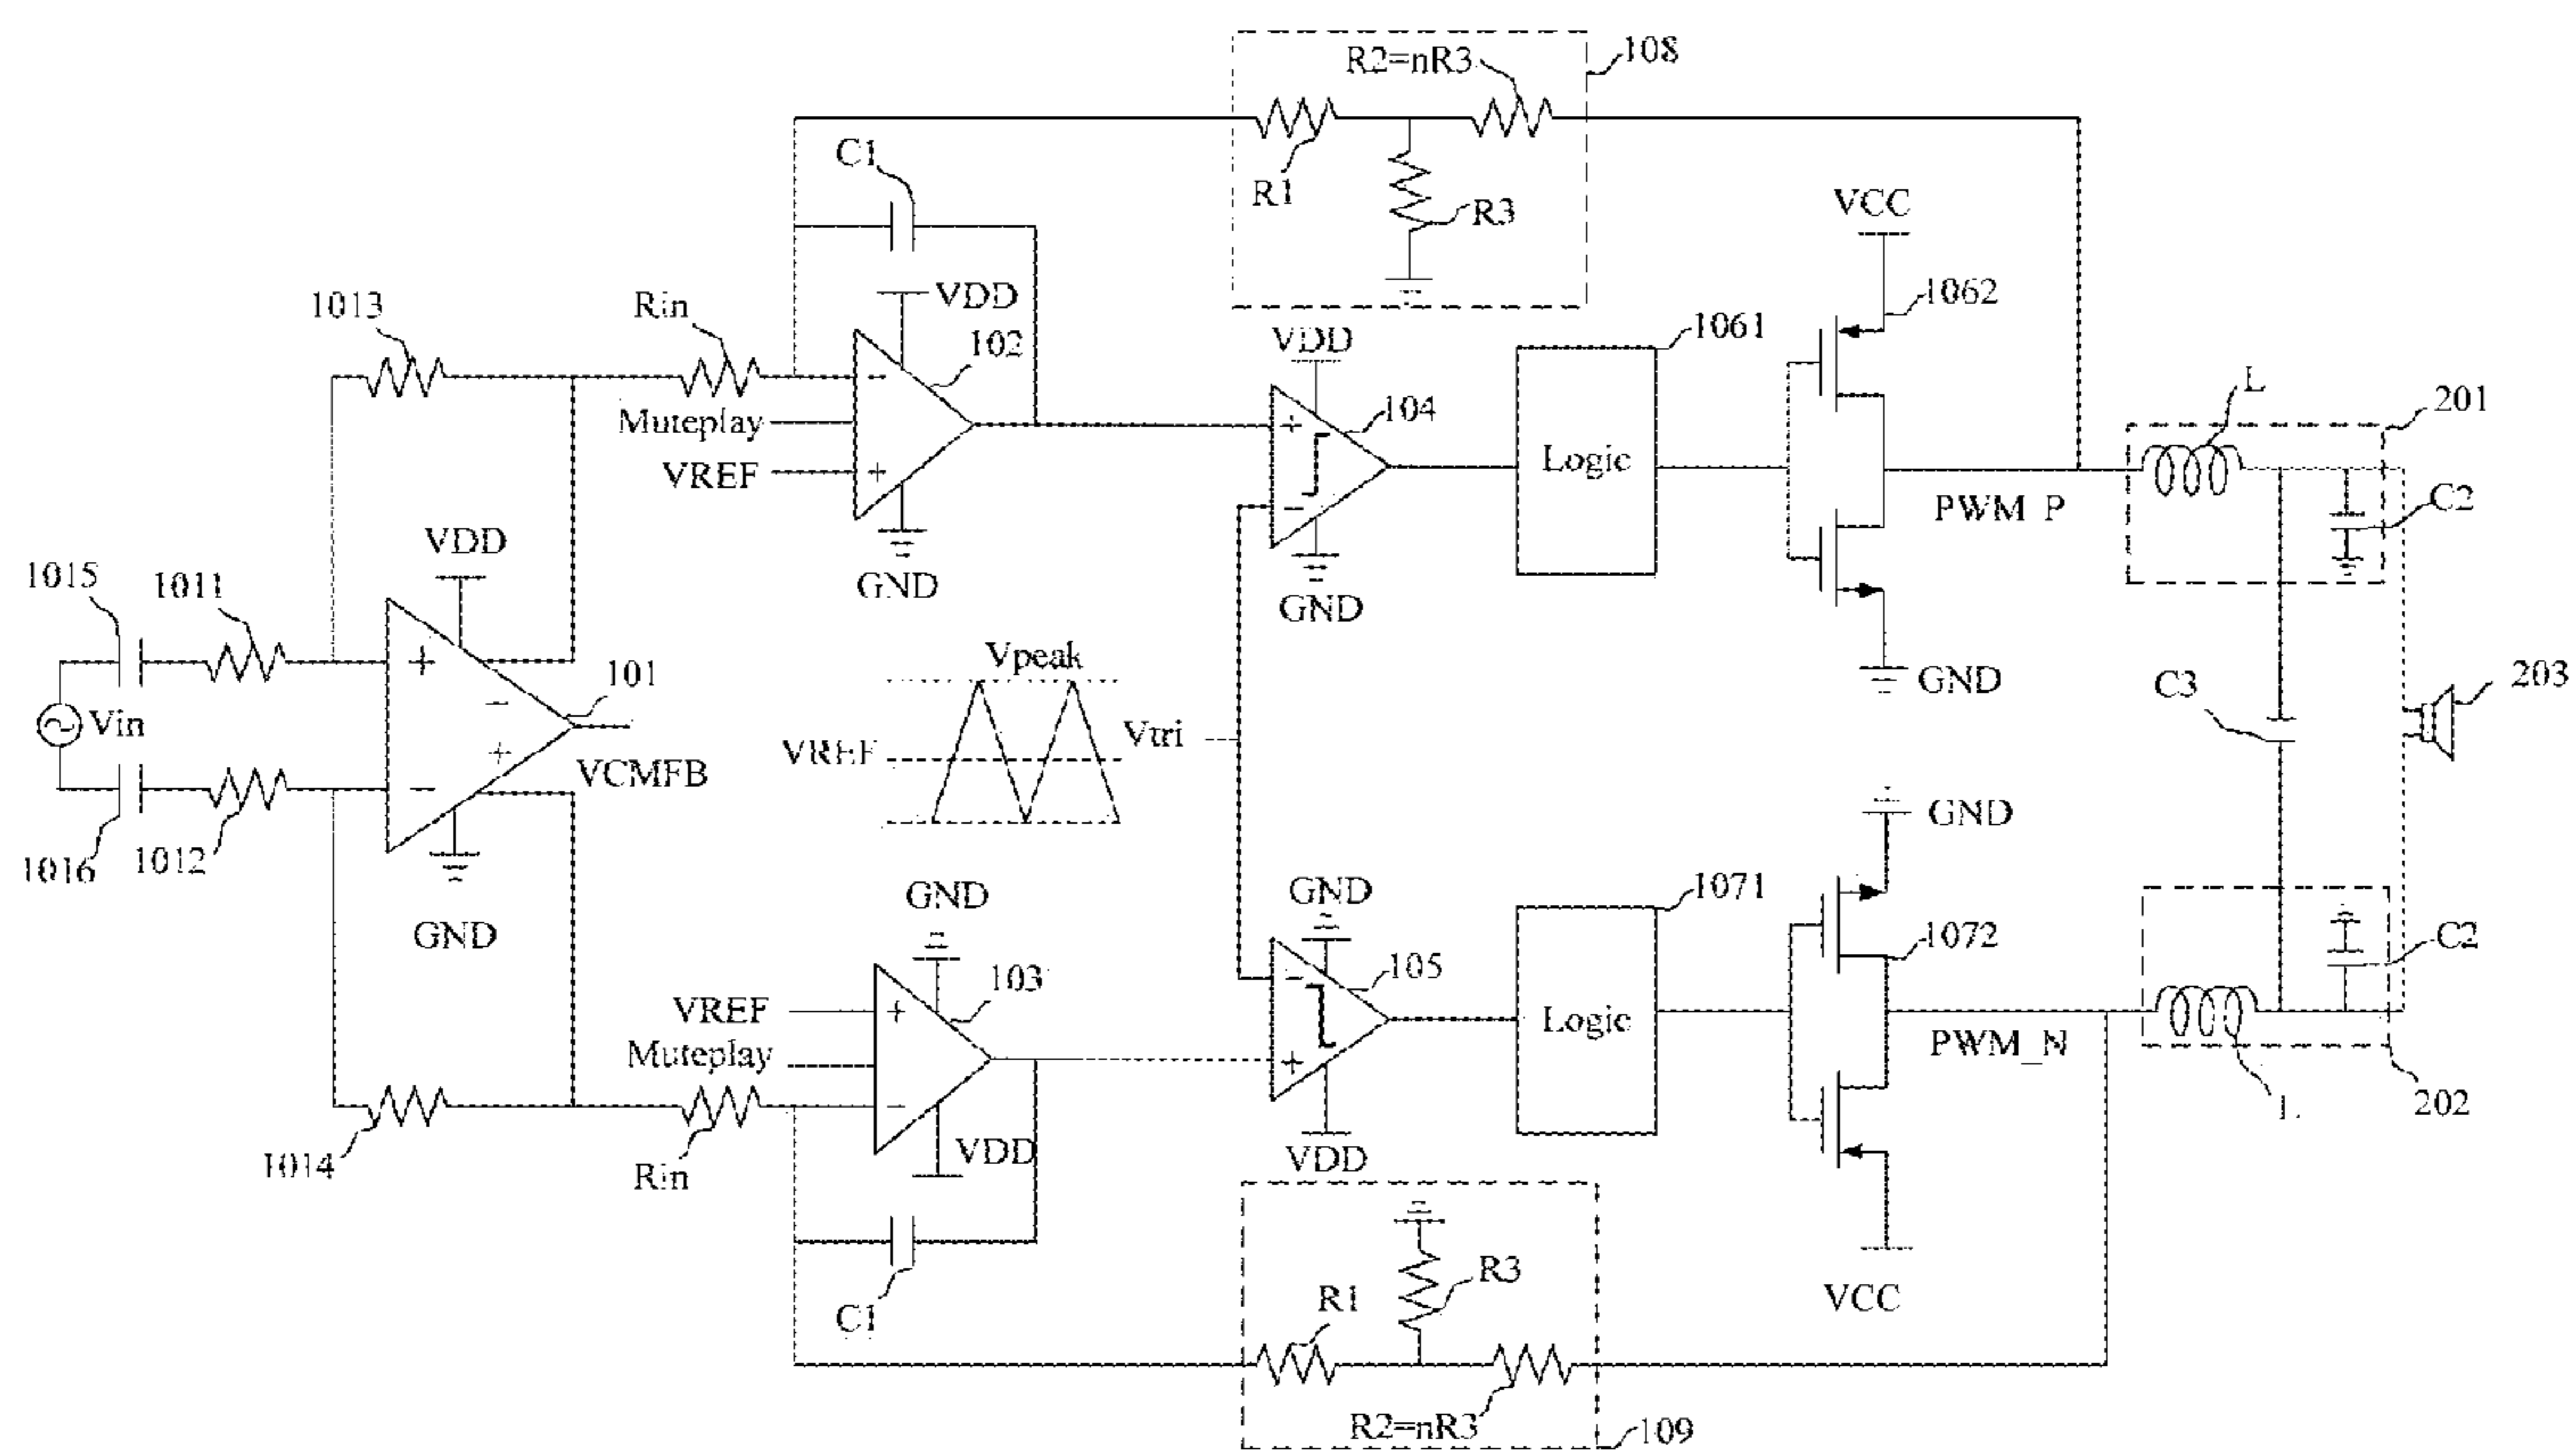 R2=nR3
108
C1
R1
R3
VCC
1013
Rin
VDD
1062
102
VDD
1061
Muteplay
104
L
201
VREF
Logic
VDD
PWM_P
C2
1015
1011
GND
GND
Vpeak
101
GND
203
C3
Vin
VREF
Vtri
VCMFB
GND
1016
1012
GND
GND
1071
GND
1072
C2
103
105
VREF
Logic
Muteplay
PWM_N
VDD
L
202
1014
Rin
VDD
R3
R1
C1
VCC
R2=nR3
109